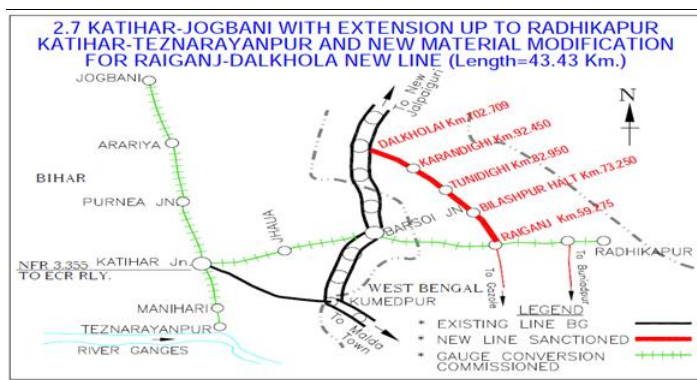 2.7 KATIHAR-JOGBANI WITH EXTENSION UP TO RADHIKAPUR
KATIHAR-TEZNARAYANPUR AND NEW MATERIAL MODIFICATION
FOR RAIGANJ-DALKHOLA NEW LINE (Length=43.43 Km.)
JOGBANI
To New
Jalpaiguri
N
DALKHOLAI Km.102.709
ARARIYA
KARANDIGHI Km.92.450
BIHAR
TUNIDIGHI Km.82.950
PURNEA JN.
BILASHPUR HALT Km.73.250
BARSOI JN.
JHAUA
RAIGANJ Km.59.275
RADHIKAPUR
KATIHAR Jn.
NFR 3.355
TO ECR RLY.
To Gazole
To Buniadpur
WEST BENGAL
KUMEDPUR
MANIHARI
To Malda
Town
TEZNARAYANPUR
RIVER GANGES
LEGEND
* EXISTING LINE BG
* NEW LINE SANCTIONED
* GAUGE CONVERSION
COMMISSIONED